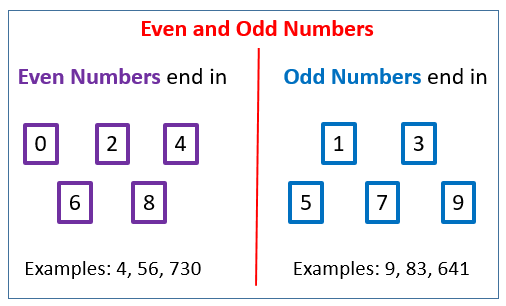 Even and Odd Numbers
Even Numbers end in
0 2 4
6 8
Examples: 4, 56, 730
Odd Numbers end in
1 3
5 7 9
Examples: 9, 83, 641